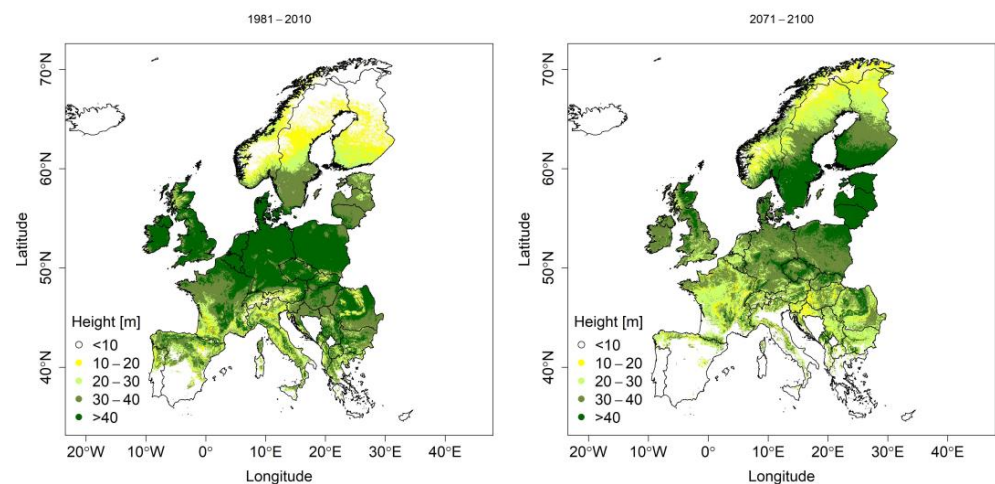 1981 – 2010
70°N
60°N
50°N
40°N
Latitude
Height [m]
<10
10 – 20
20 – 30
30 – 40
>40
20°W 10°W 0° 10°E 20°E 30°E 40°E
Longitude
2071 – 2100
70°N
60°N
50°N
40°N
Latitude
Height [m]
<10
10 – 20
20 – 30
30 – 40
>40
20°W 10°W 0° 10°E 20°E 30°E 40°E
Longitude